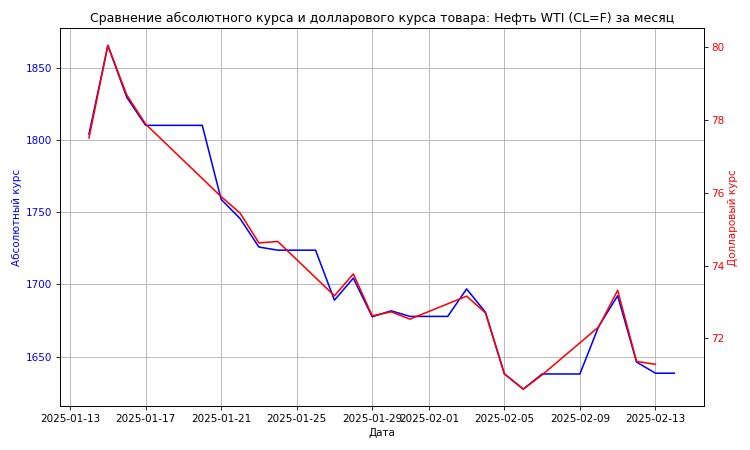 Сравнение абсолютного курса и долларового курса товара: Нефть WTI (CL=F) за месяц
Абсолютный курс
1850
1800
1750
1700
1650
80
78
76
74
72
Долларовый курс
2025-01-13 2025-01-17 2025-01-21 2025-01-25 2025-01-29 2025-02-01 2025-02-05 2025-02-09 2025-02-13
Дата